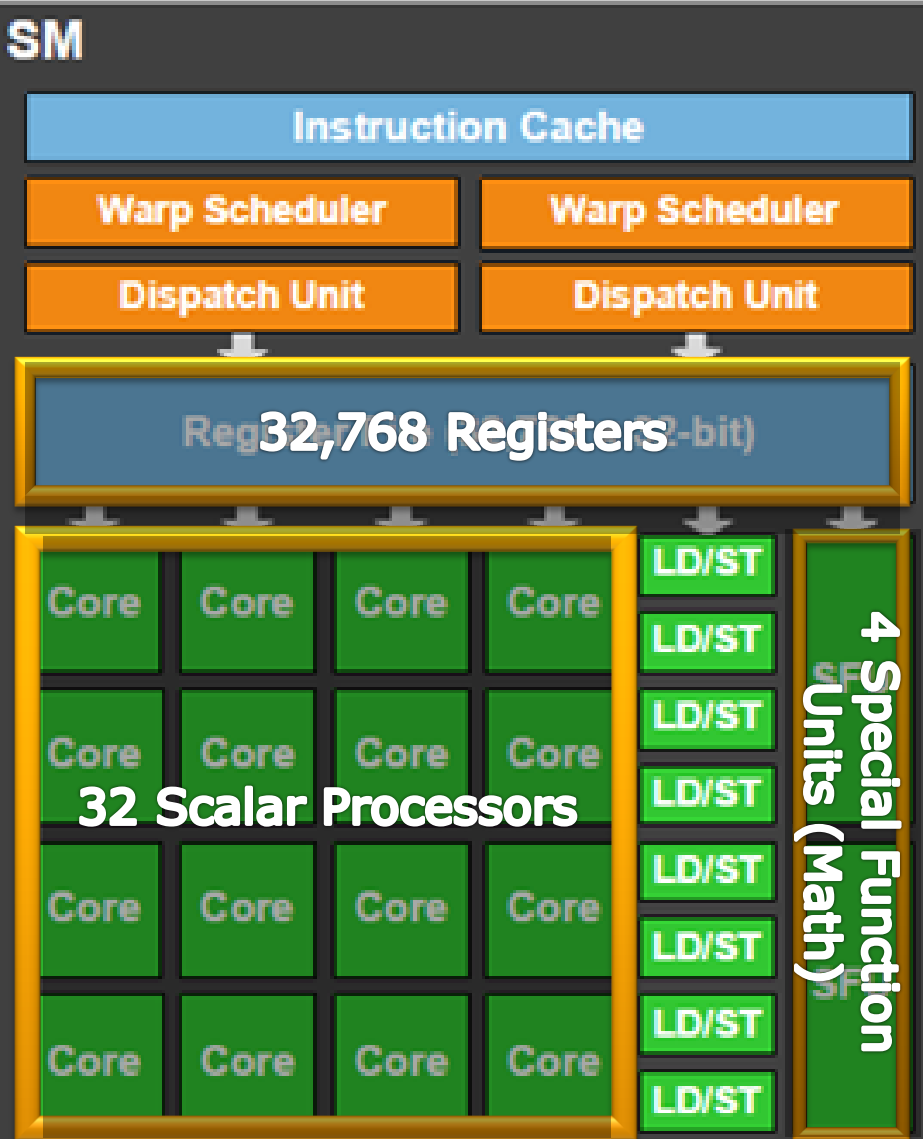 SM
Instruction Cache
Warp Scheduler Warp Scheduler
Dispatch Unit Dispatch Unit
32,768 Registers
Core Core Core Core LD/ST
LD/ST
Core Core Core Core LD/ST
32 Scalar Processors LD/ST
Core Core Core Core LD/ST
LD/ST
Core Core Core Core LD/ST
LD/ST
4 Special Function
Units (Math)